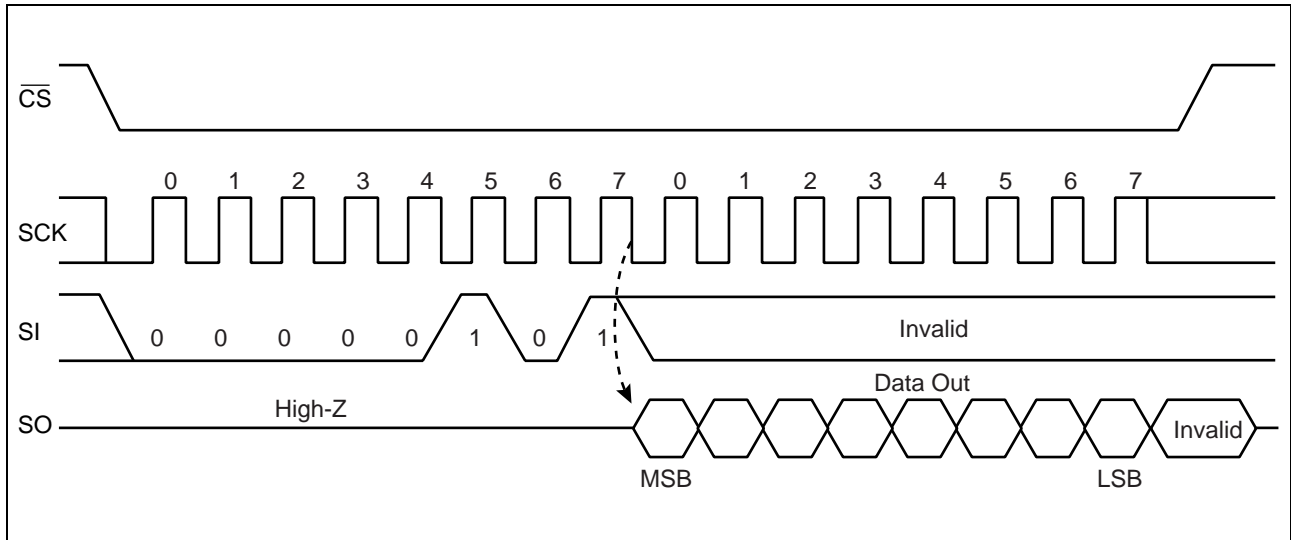 CS
0 1 2 3 4 5 6 7 0 1 2 3 4 5 6 7
SCK
SI 0 0 0 0 0 1 0 1 Invalid
Data Out
High-Z
SO Invalid
MSB LSB